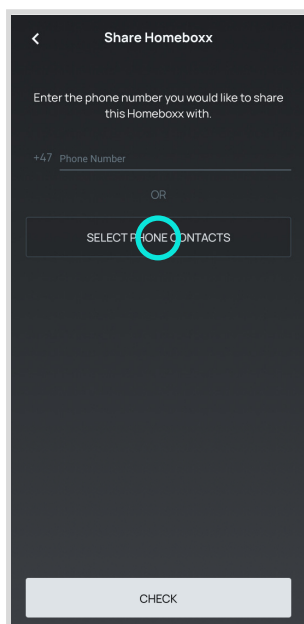 Share Homeboxx
Enter the phone number you would like to share
this Homeboxx with.
+47 Phone Number
OR
SELECT PHONE CONTACTS
CHECK